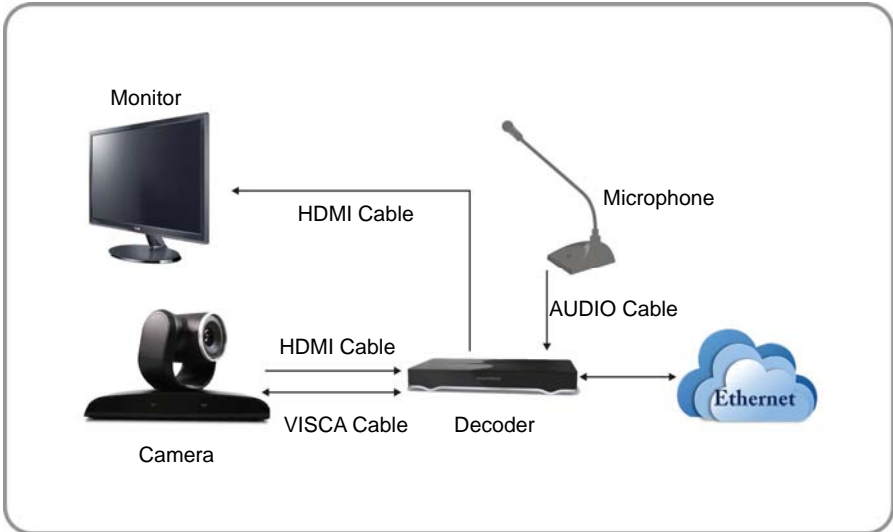 Monitor
HDMI Cable
Microphone
AUDIO Cable
HDMI Cable
Ethernet
VISCA Cable
Decoder
Camera